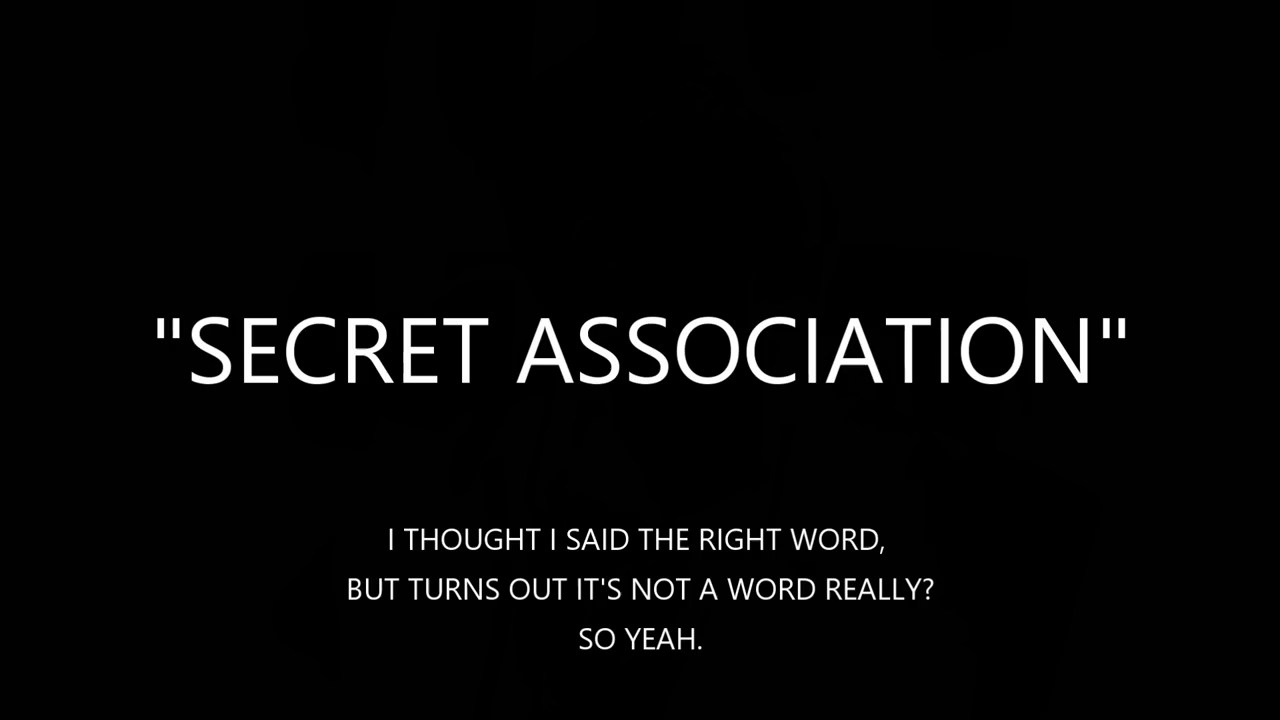 "SECRET ASSOCIATION"
I THOUGHT I SAID THE RIGHT WORD,
BUT TURNS OUT IT'S NOT A WORD REALLY?
SO YEAH.